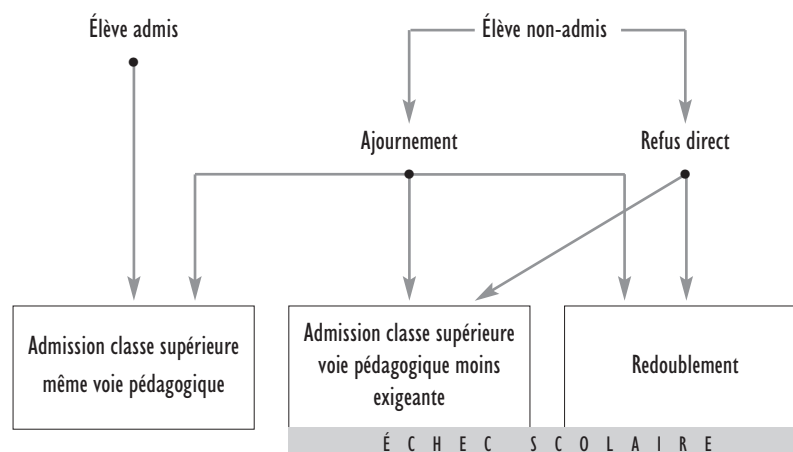 Élève admis
Élève non-admis
Ajournement
Refus direct
Admission classe supérieure
même voie pédagogique
Admission classe supérieure
voie pédagogique moins
exigeante
Redoublement
ÉCHEC SCOLAIRE